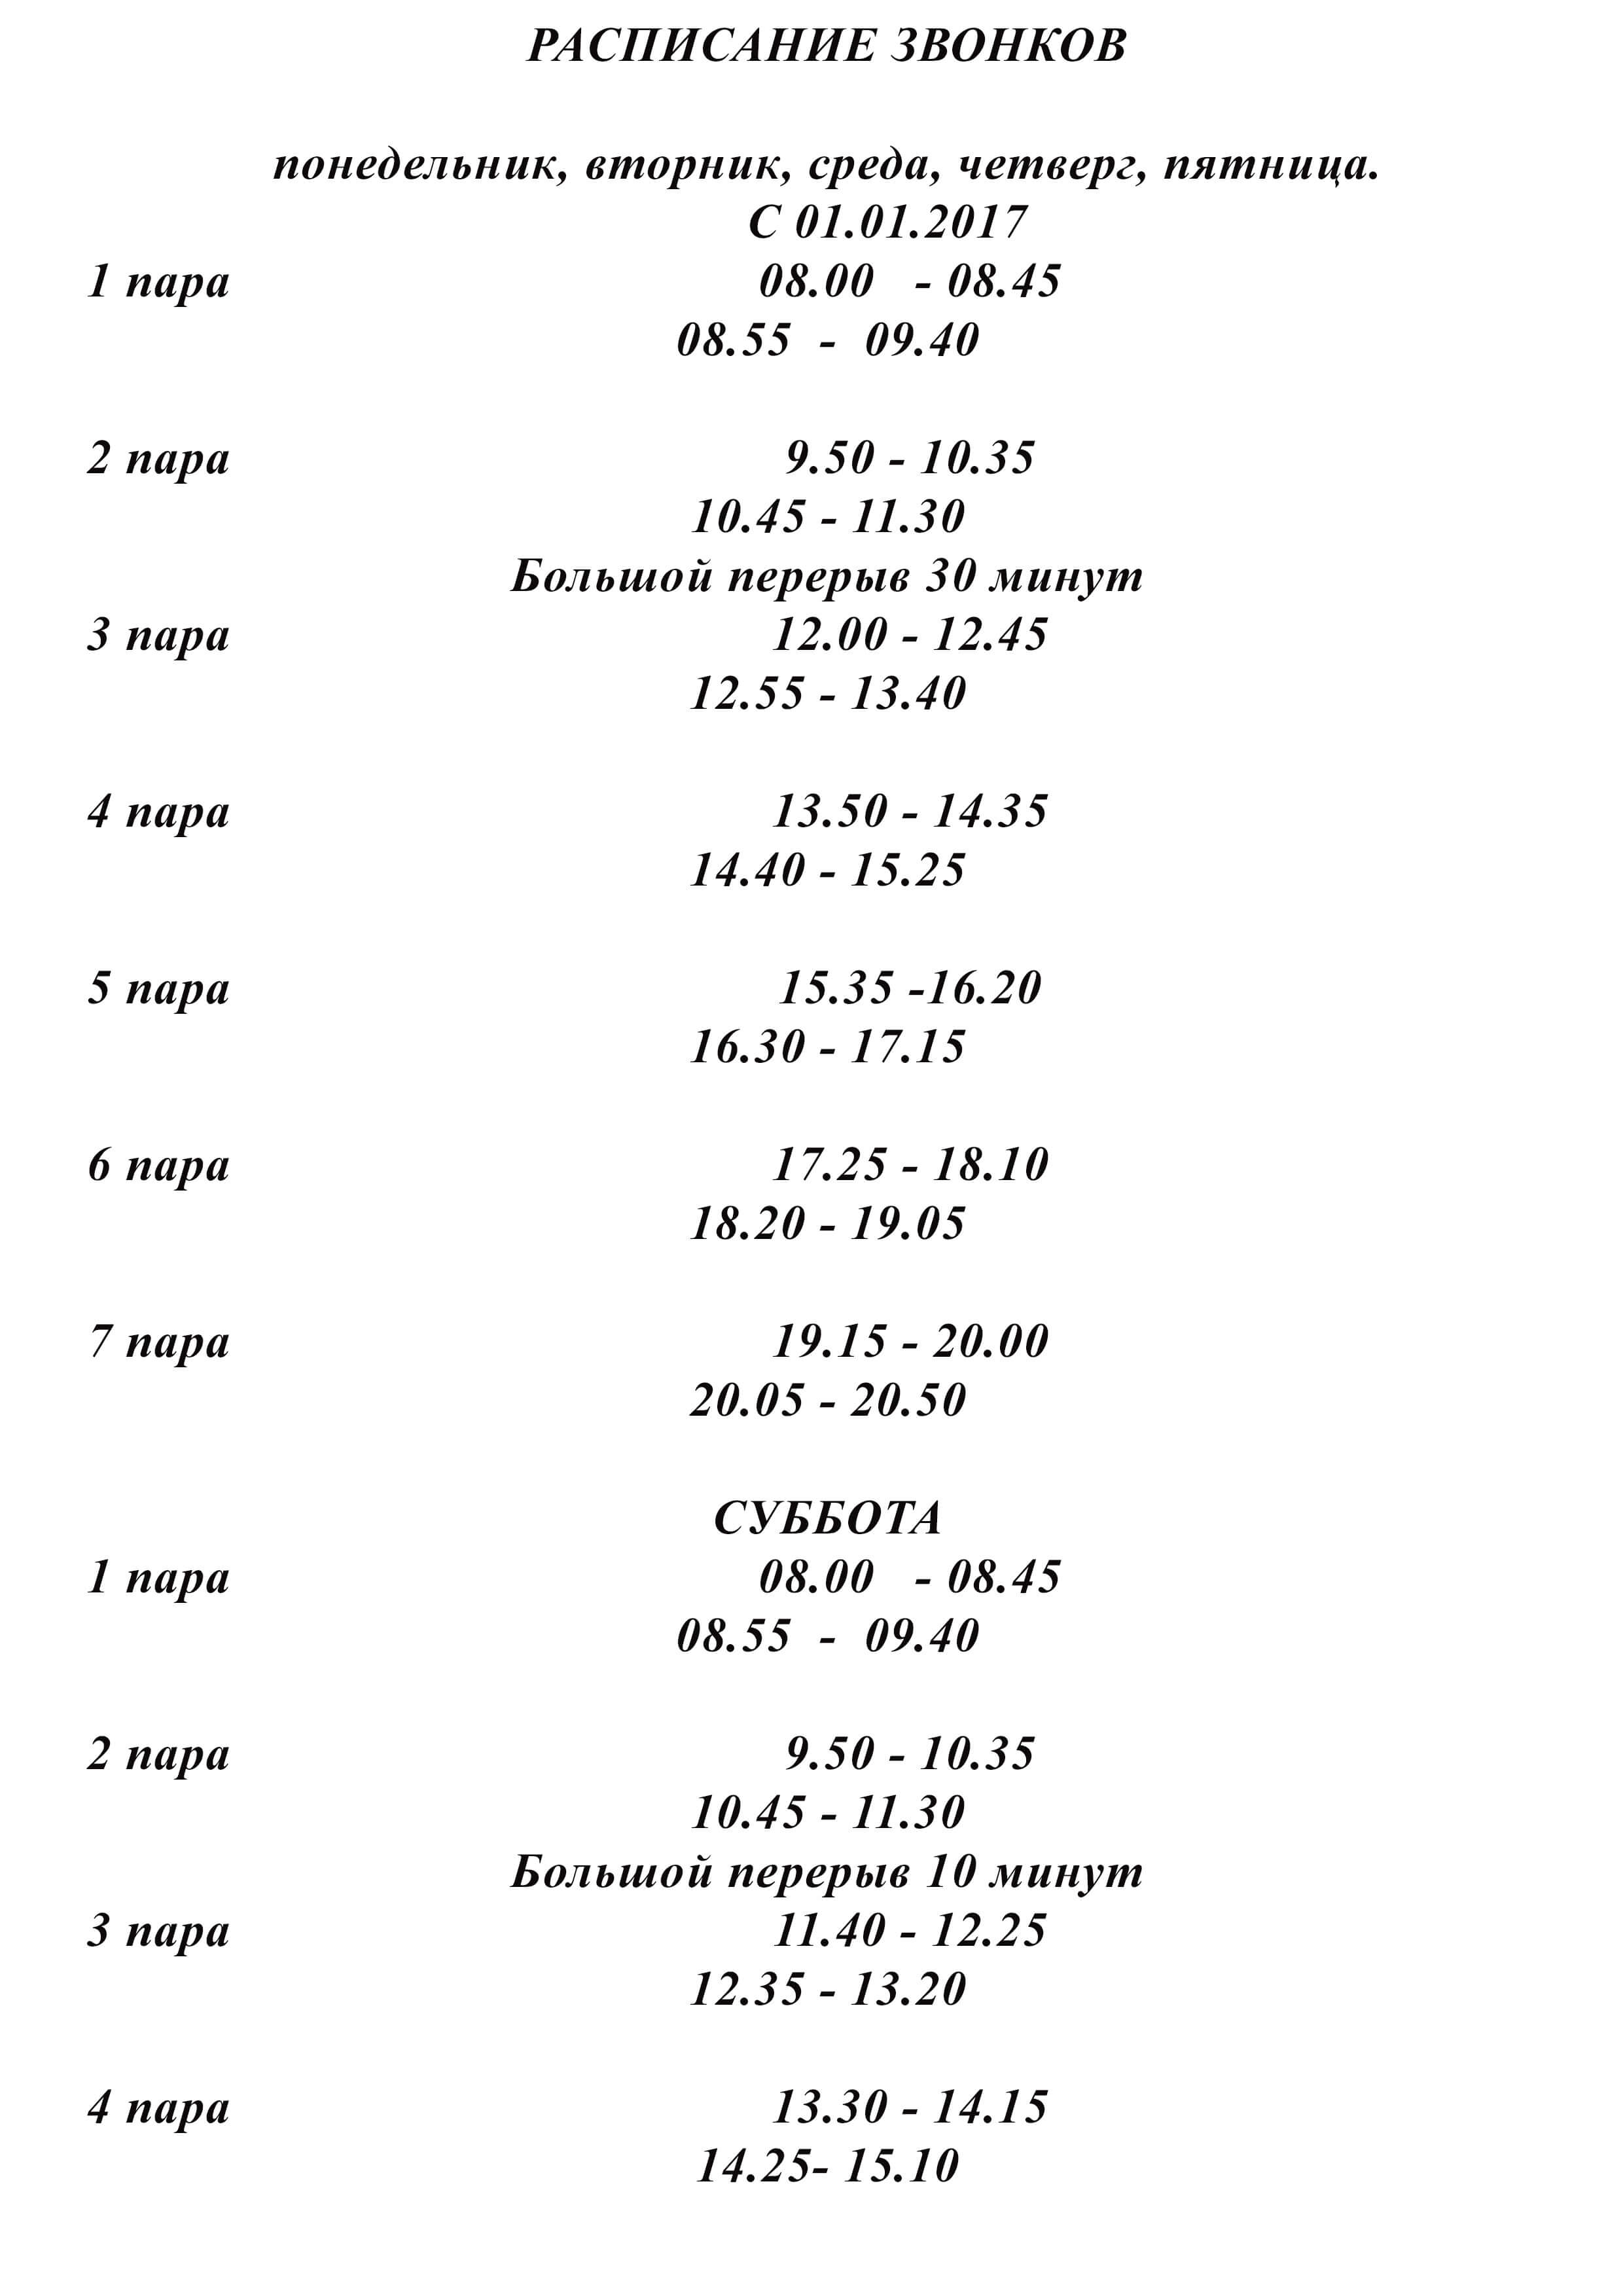 РАСПИСАНИЕ ЗВОНКОВ
понедельник, вторник, среда, четверг, пятница.
С 01.01.2017
1 пара 08.00 - 08.45
08.55 - 09.40
2 пара 9.50 - 10.35
10.45 - 11.30
Большой перерыв 30 минут
3 пара 12.00 - 12.45
12.55 - 13.40
4 пара 13.50 - 14.35
14.40 - 15.25
5 пара 15.35 -16.20
16.30 - 17.15
6 пара 17.25 - 18.10
18.20 - 19.05
7 пара 19.15 - 20.00
20.05 - 20.50
СУББОТА
1 пара 08.00 - 08.45
08.55 - 09.40
2 пара 9.50 - 10.35
10.45 - 11.30
Большой перерыв 10 минут
3 пара 11.40 - 12.25
12.35 - 13.20
4 пара 13.30 - 14.15
14.25- 15.10